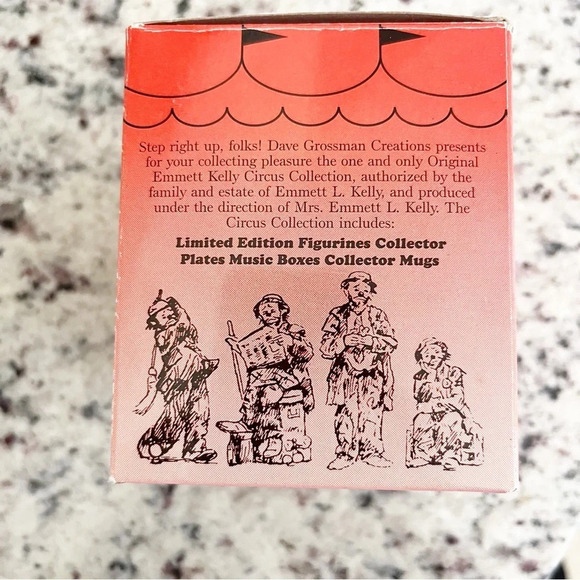 Step right up, folks! Dave Grossman Creations presents
for your collecting pleasure the one and only Original
Emmett Kelly Circus Collection, authorized by the
family and estate of Emmett L. Kelly, and produced
under the direction of Mrs. Emmett L. Kelly. The
Circus Collection includes:
Limited Edition Figurines Collector
Plates Music Boxes Collector Mugs